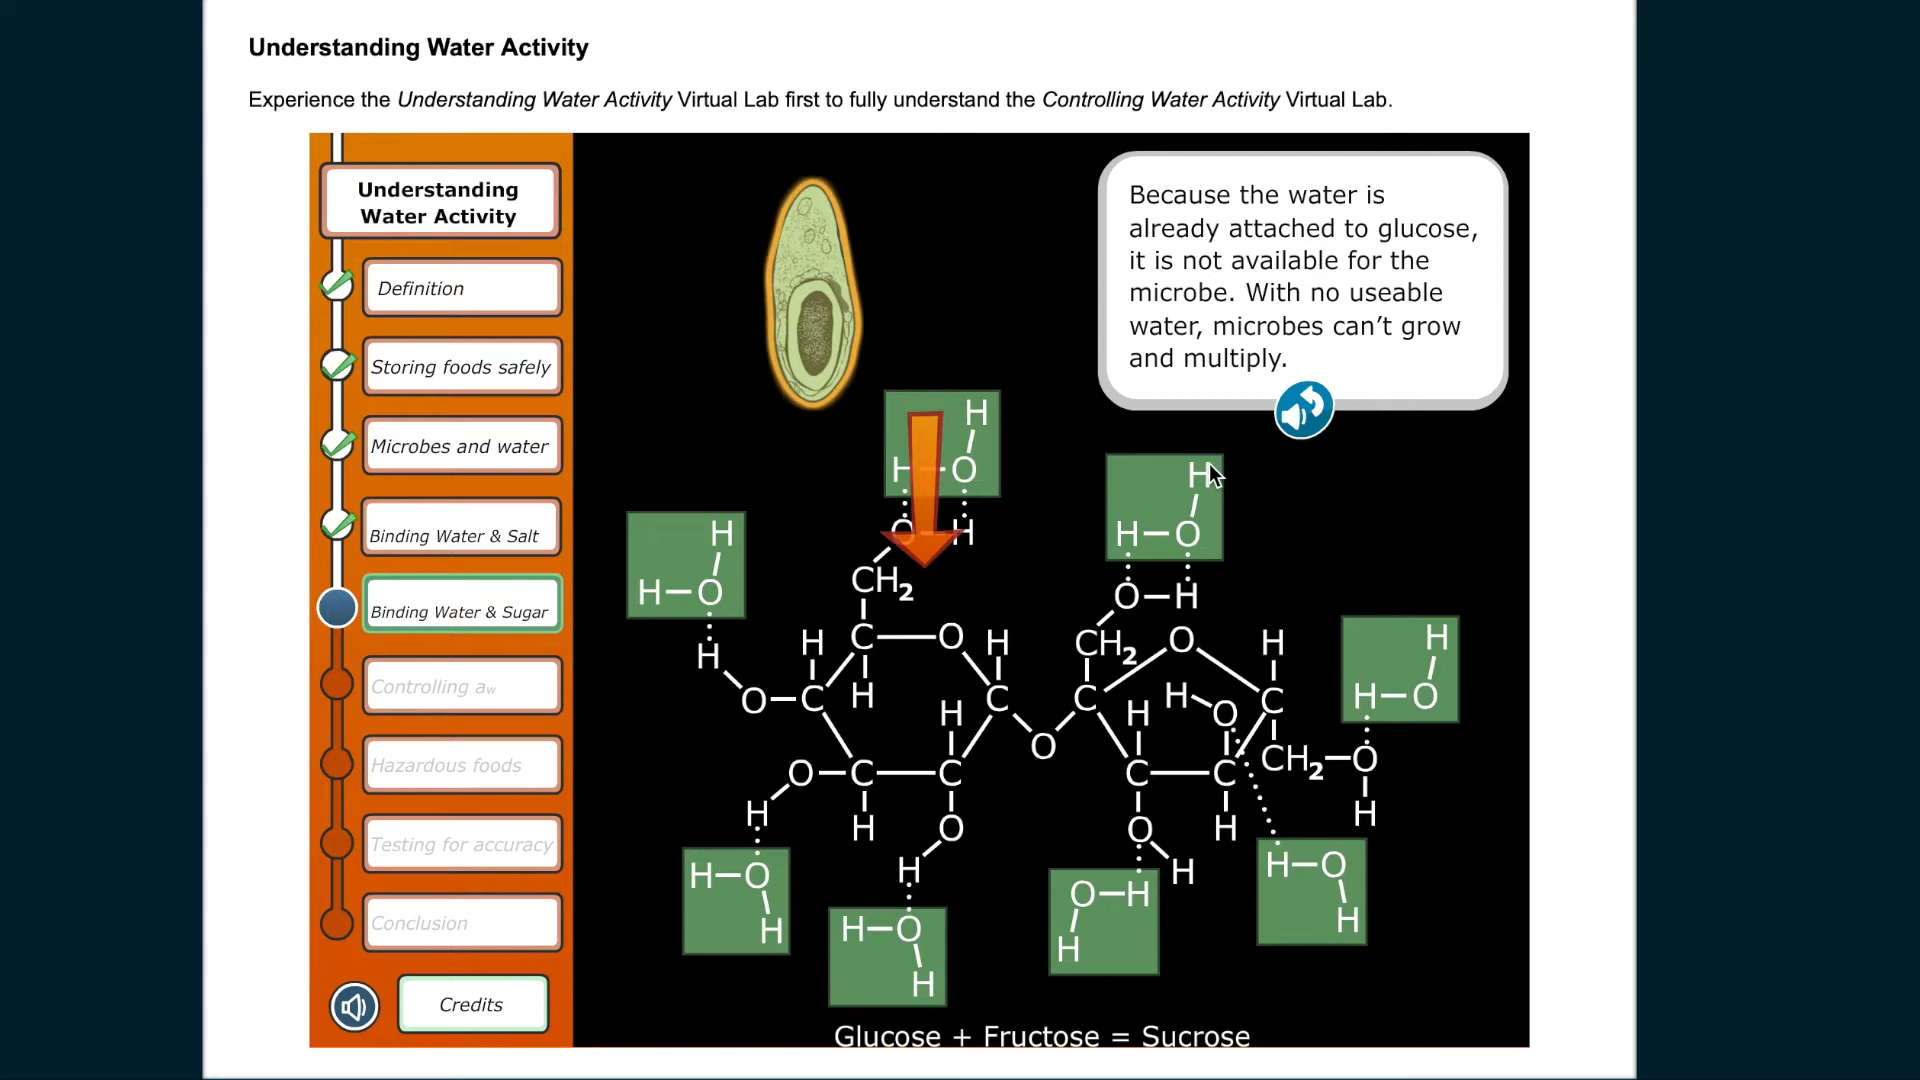 Understanding Water Activity
Experience the Understanding Water Activity Virtual Lab first to fully understand the Controlling Water Activity Virtual Lab.
Understanding
Water Activity
Definition
Storing foods safely
Microbes and water
Binding Water & Salt
Binding Water & Sugar
Controlling aw
Hazardous foods
Testing for accuracy
Conclusion
Credits
Because the water is
already attached to glucose,
it is not available for the
microbe. With no useable
water, microbes can't grow
and multiply.
H
H O
H
H O
H
H O
O H
CH2
O H
H
H O
H
C O H
CH2 O H
H
O C H
H C O C
H H O C
H
H O
O
O C C
C C CH2 O
H
H H O
O H H
H
H O
H
H
H O
H
O H
H
H O
H
Glucose + Fructose = Sucrose